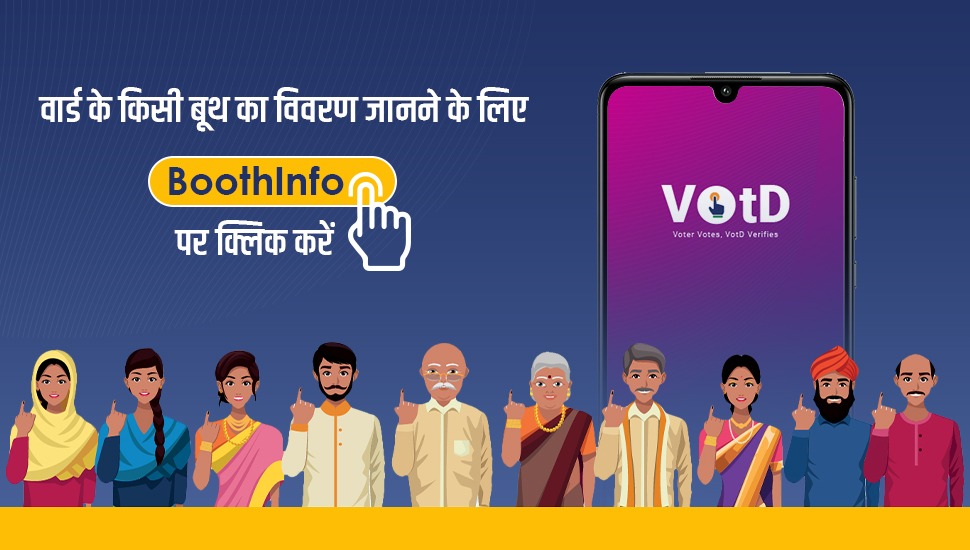 वार्ड के किसी बूथ का विवरण जानने के लिए
BoothInfo
पर क्लिक करें
VOtD
Voter Votes, VotD Verifies